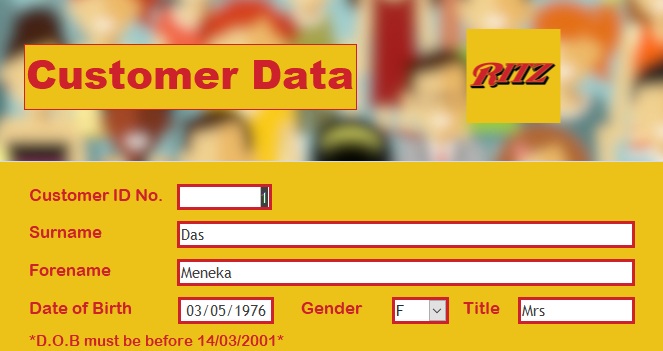 Customer Data
RITZ
Customer ID No. 1
Surname Das
Forename Meneka
Date of Birth 03/05/1976 Gender F Title Mrs
*D.O.B must be before 14/03/2001*